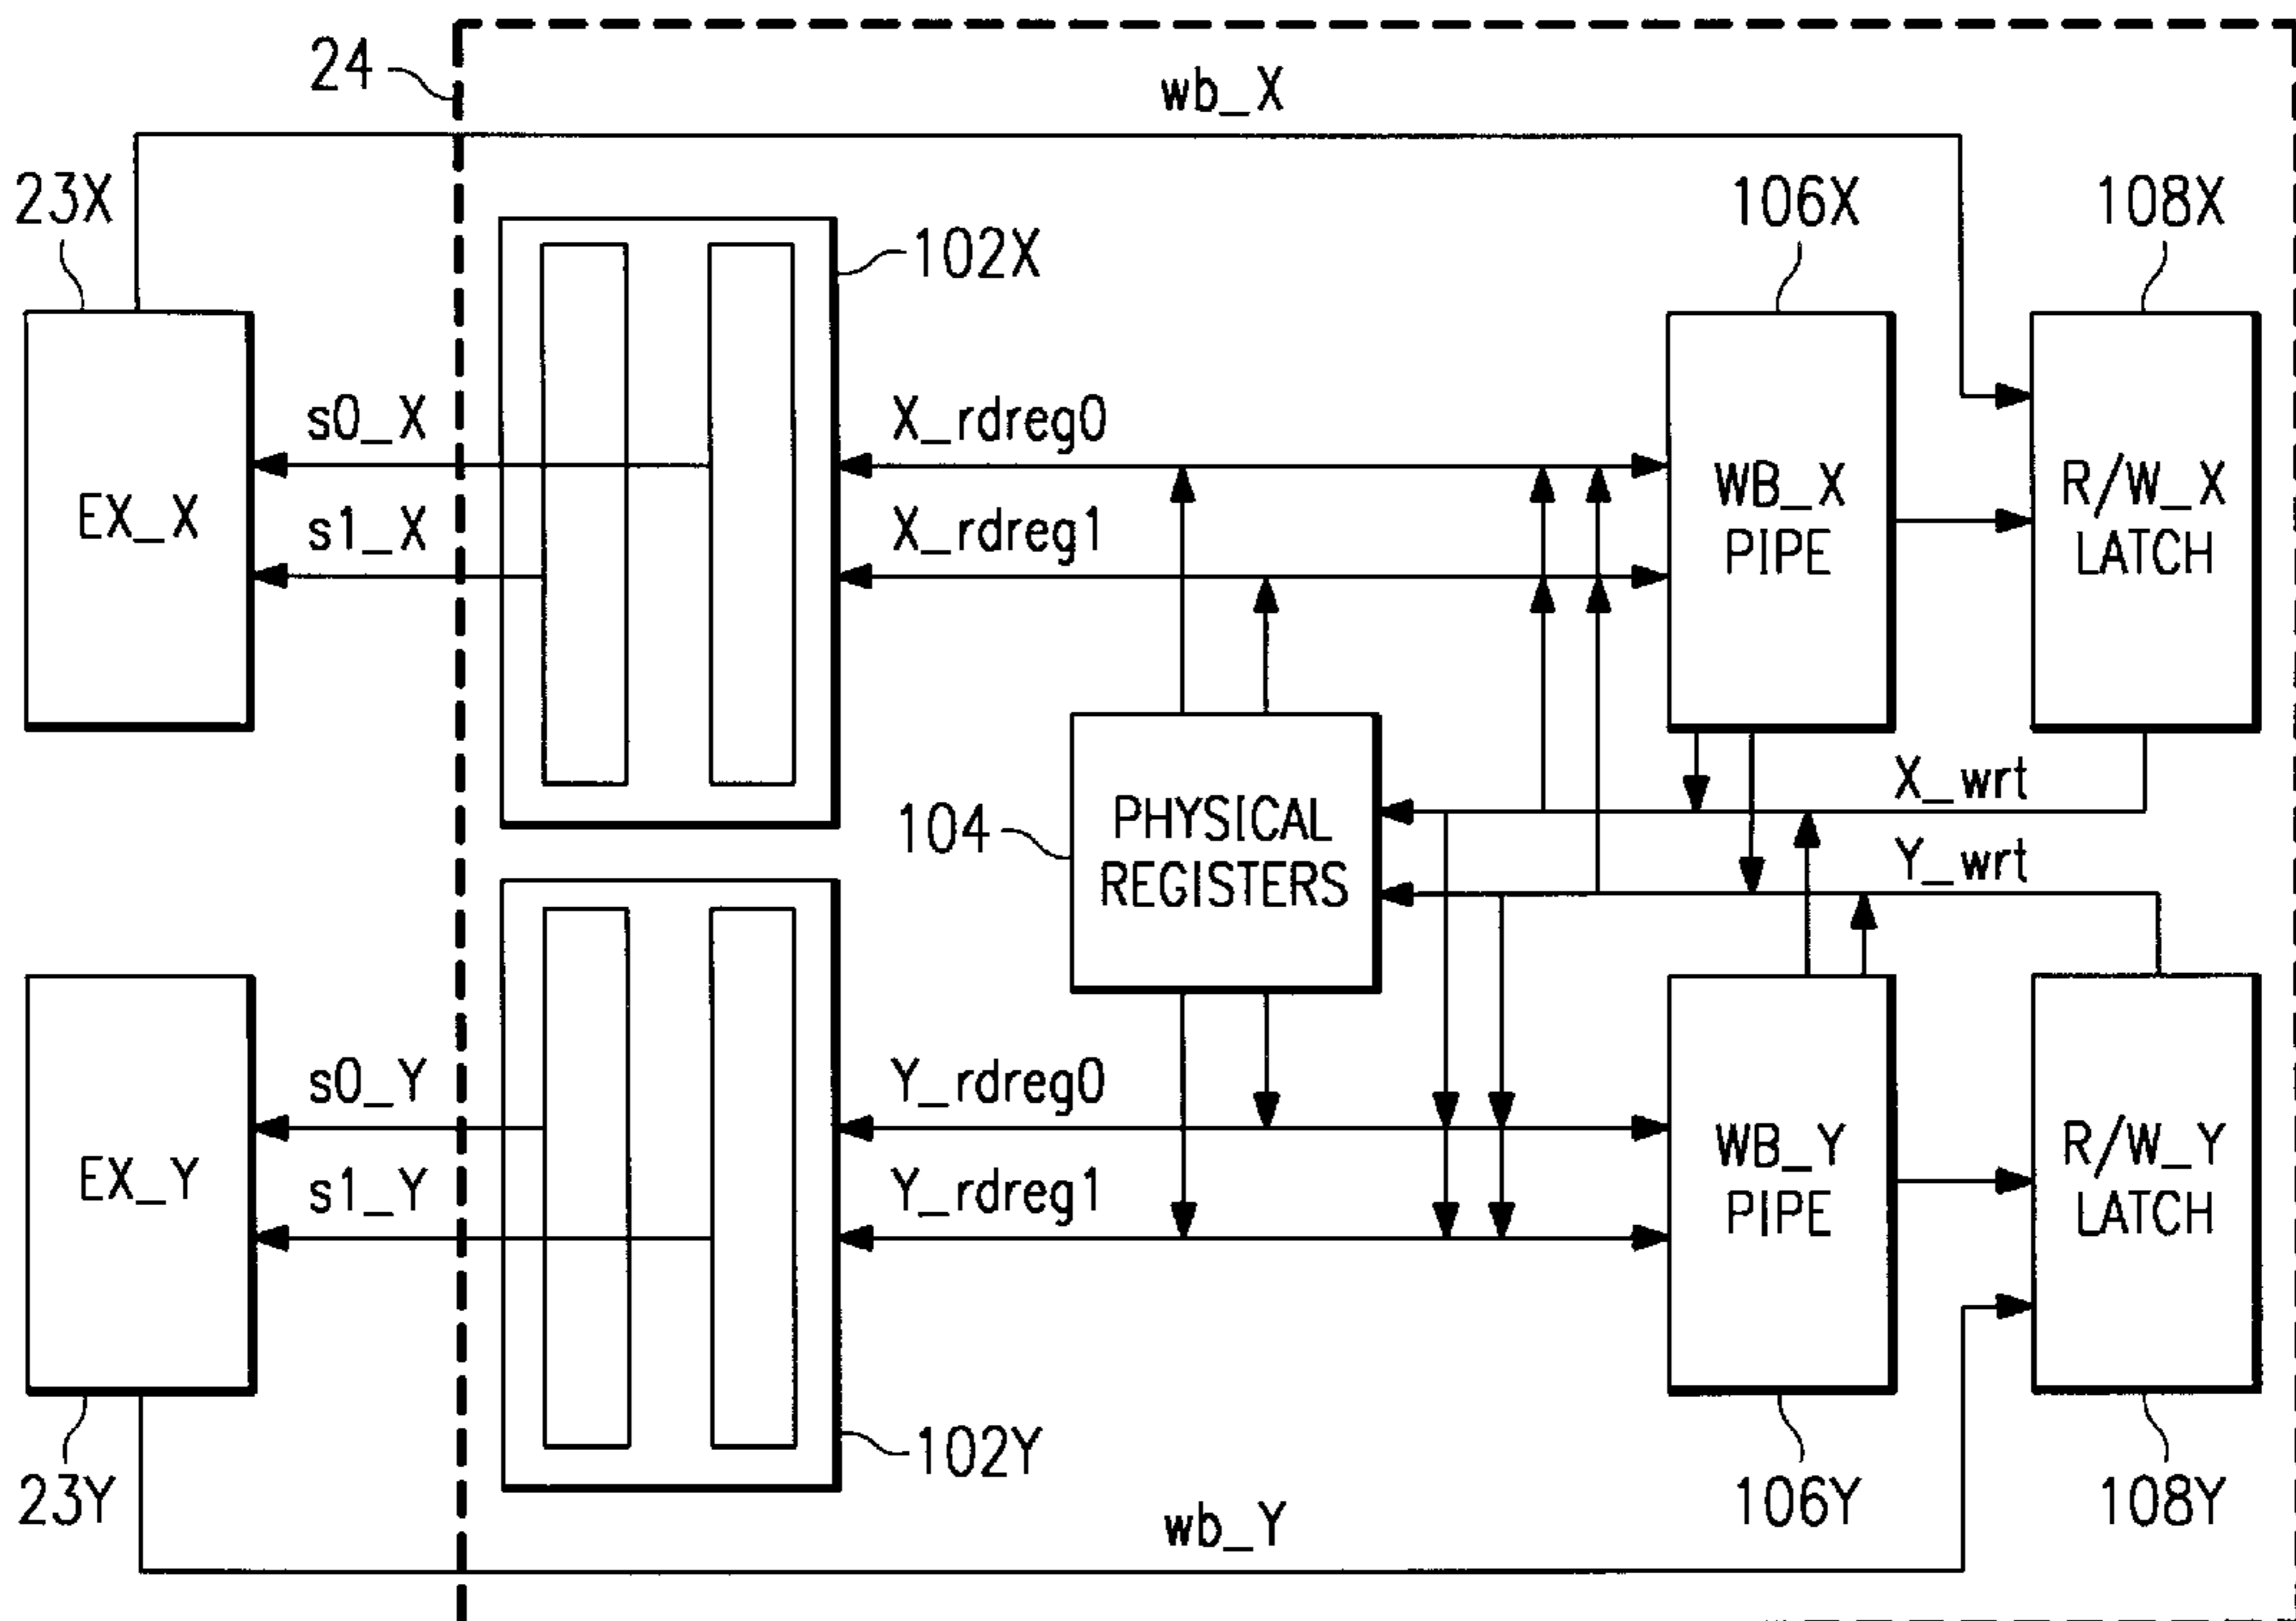 24
wb_X
23X
102X
106X
108X
s0_X
X_rdreg0
EX_X
s1_X
X_rdreg1
WB_X
PIPE
R/W_X
LATCH
X_wrt
104
PHYSICAL
REGISTERS
Y_wrt
s0_Y
Y_rdreg0
EX_Y
s1_Y
Y_rdreg1
WB_Y
PIPE
R/W_Y
LATCH
102Y
23Y
wb_Y
106Y
108Y